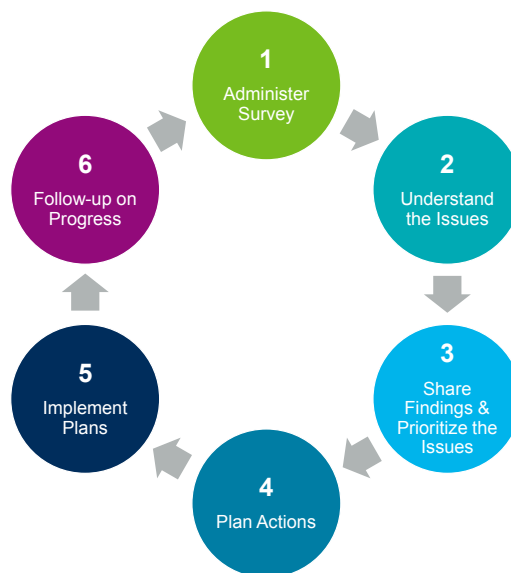 1
Administer
Survey
2
Understand
the Issues
3
Share
Findings &
Prioritize the
Issues
4
Plan Actions
5
Implement
Plans
6
Follow-up on
Progress